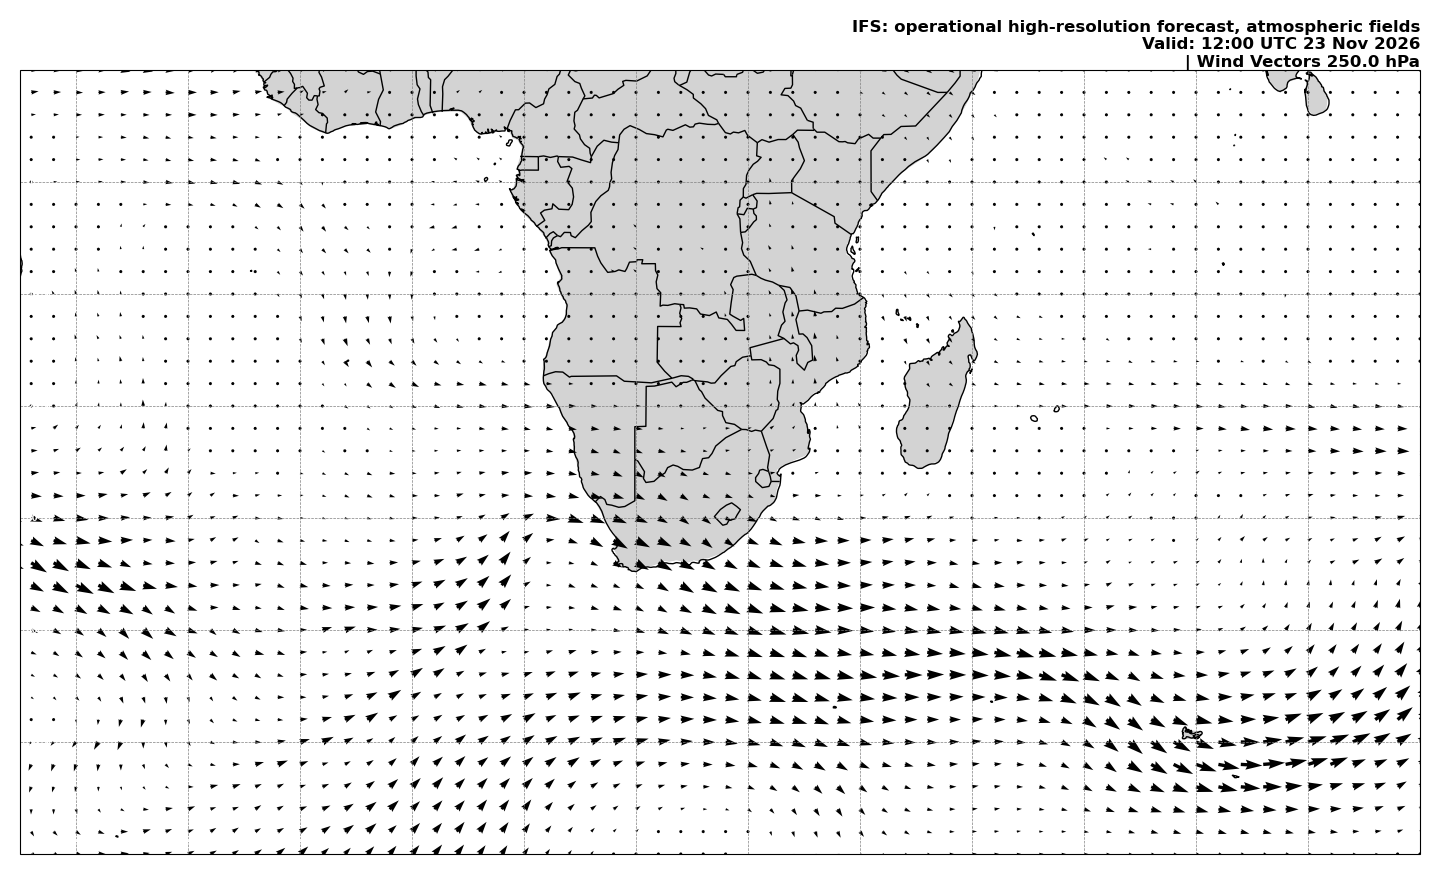 IFS: operational high-resolution forecast, atmospheric fields
Valid: 12:00 UTC 23 Nov 2026
| Wind Vectors 250.0 hPa